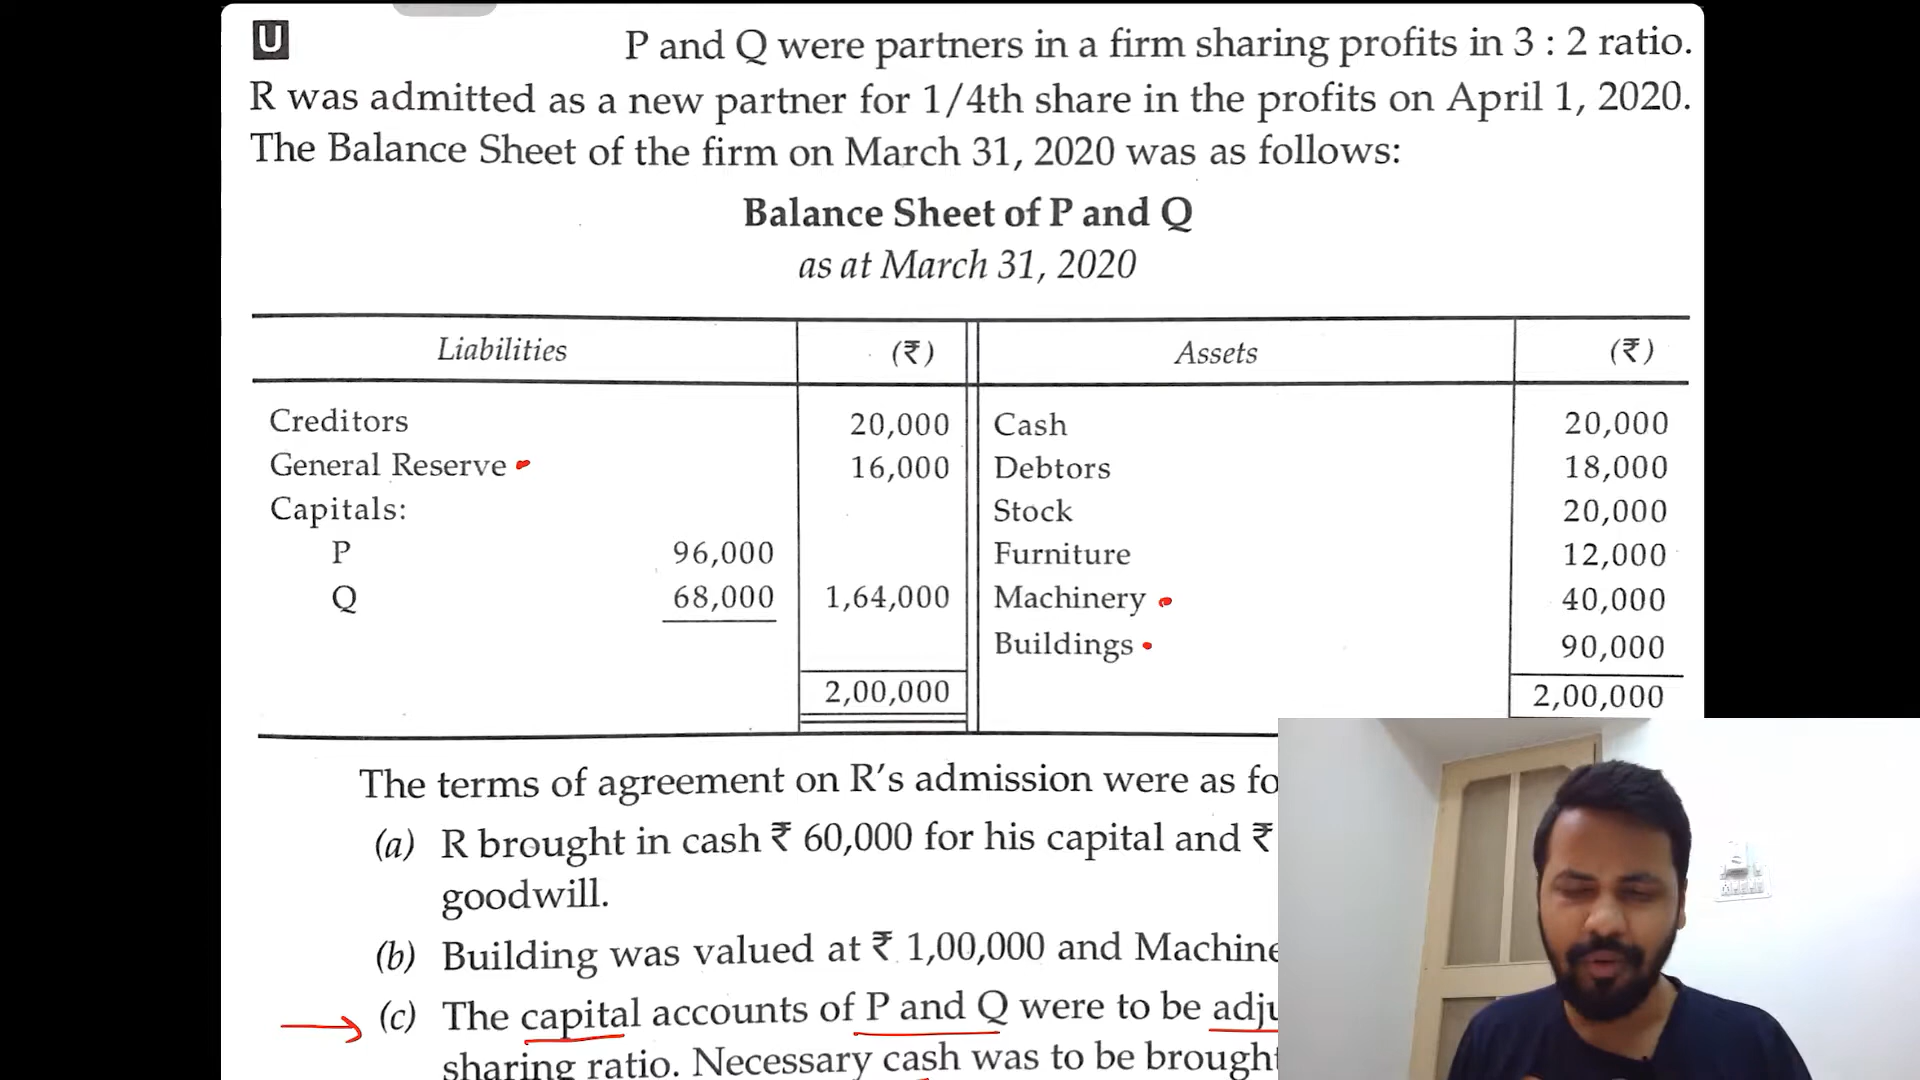 U
P and Q were partners in a firm sharing profits in 3 : 2 ratio.
R was admitted as a new partner for 1/4th share in the profits on April 1, 2020.
The Balance Sheet of the firm on March 31, 2020 was as follows:
Balance Sheet of P and Q
as at March 31, 2020
Liabilities (₹) Assets (₹)
Creditors 20,000 Cash 20,000
General Reserve 16,000 Debtors 18,000
Capitals: Stock 20,000
P 96,000 Furniture 12,000
Q 68,000 1,64,000 Machinery 40,000
Buildings 90,000
2,00,000 2,00,000
The terms of agreement on R's admission were as fo
(a) R brought in cash ₹ 60,000 for his capital and ₹
goodwill.
(b) Building was valued at ₹ 1,00,000 and Machine
(c) The capital accounts of P and Q were to be adju
sharing ratio. Necessary cash was to be brought